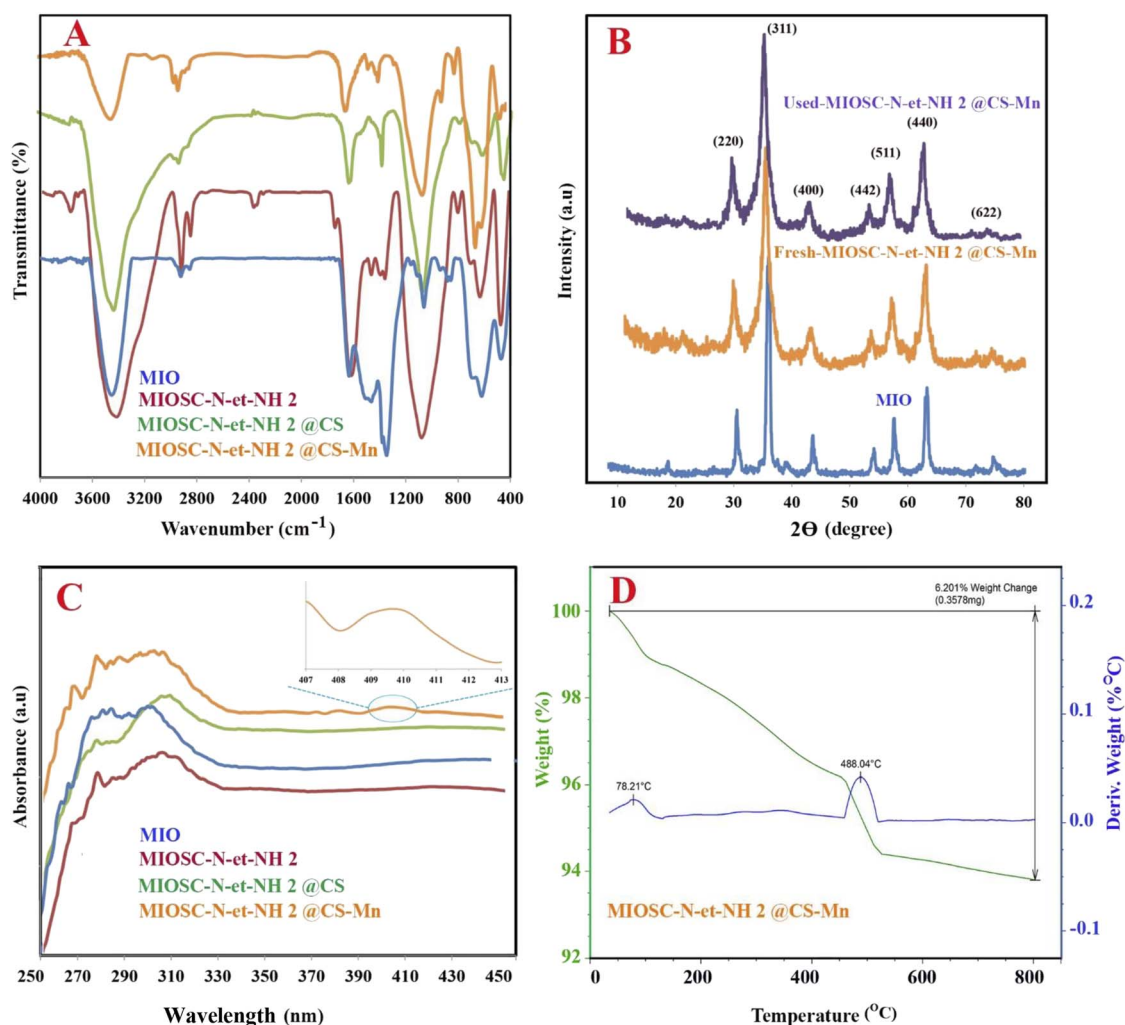 A
Transmittance (%)
MIO
MIOSC-N-et-NH 2
MIOSC-N-et-NH 2 @CS
MIOSC-N-et-NH 2 @CS-Mn
4000 3600 3200 2800 2400 2000 1600 1200 800 400
Wavenumber (cm-1)
B
(311)
Used-MIOSC-N-et-NH 2 @CS-Mn
(440)
(220)
(511)
(400)
(442)
(622)
Fresh-MIOSC-N-et-NH 2 @CS-Mn
MIO
Intensity (a.u)
10 20 30 40 50 60 70 80
2Ө (degree)
C
407 408 409 410 411 412 413
Absorbance (a.u)
MIO
MIOSC-N-et-NH 2
MIOSC-N-et-NH 2 @CS
MIOSC-N-et-NH 2 @CS-Mn
250 270 290 310 330 350 370 390 410 430 450
Wavelength (nm)
D
6.201% Weight Change
(0.3578mg)
100
98
96
94
92
Weight (%)
78.21°C
488.04°C
MIOSC-N-et-NH 2 @CS-Mn
0.2
0.1
0.0
-0.1
Deriv. Weight (%°C)
0 200 400 600 800
Temperature (OC)